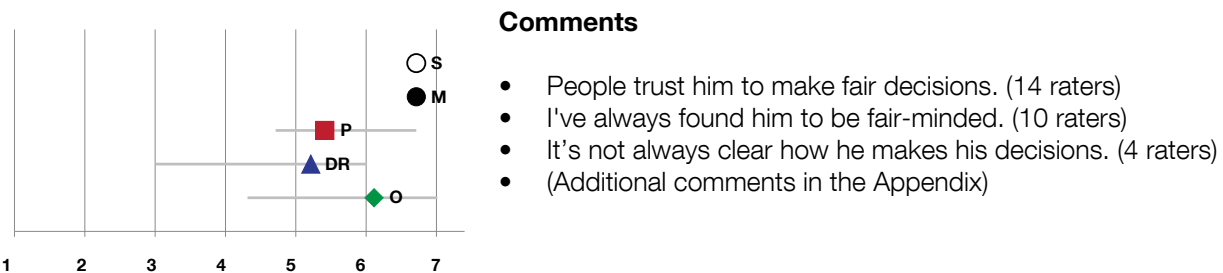 Comments
S
M
P
DR
O
1 2 3 4 5 6 7
• People trust him to make fair decisions. (14 raters)
• I've always found him to be fair-minded. (10 raters)
• It’s not always clear how he makes his decisions. (4 raters)
• (Additional comments in the Appendix)